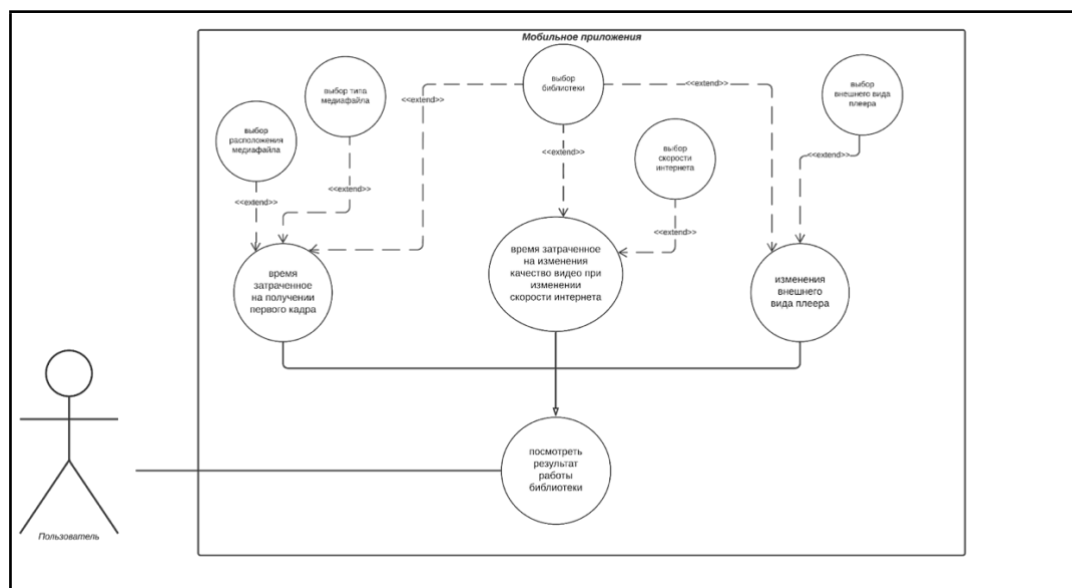 Мобильное приложения
выбор
библиотеки
выбор типа
медиафайла
выбор
внешнего вида
плеера
<<extend>>
<<extend>>
<<extend>>
выбор
расположения
медиафайла
выбор
скорости
интернета
<<extend>>
<<extend>>
<<extend>>
<<extend>>
<<extend>>
время
затраченное
на получении
первого кадра
время затраченное
на изменения
качество видео при
изменении
скорости интернета
изменения
внешнего
вида плеера
посмотреть
результат
работы
библиотеки
Пользователь